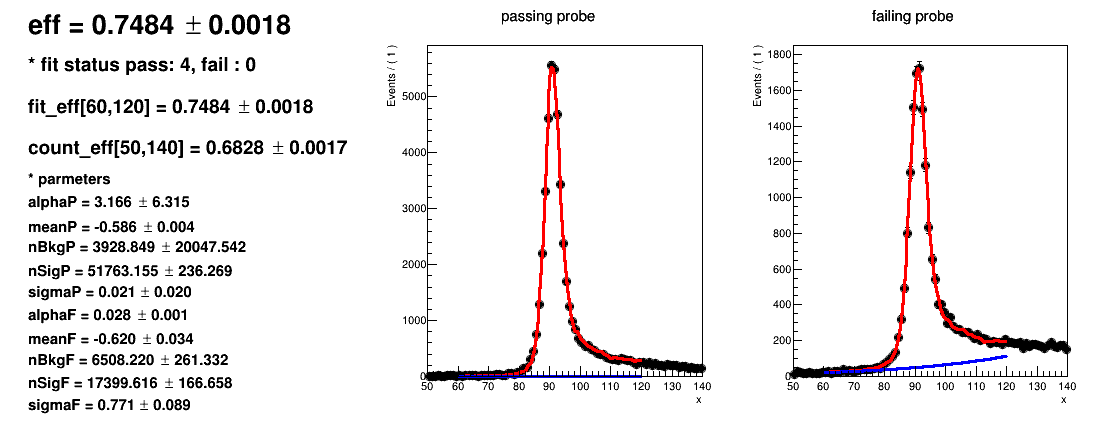 eff = 0.7484 ± 0.0018
* fit status pass: 4, fail : 0
fit_eff[60,120] = 0.7484 ± 0.0018
count_eff[50,140] = 0.6828 ± 0.0017
* parmeters
alphaP = 3.166 ± 6.315
meanP = -0.586 ± 0.004
nBkgP = 3928.849 ± 20047.542
nSigP = 51763.155 ± 236.269
sigmaP = 0.021 ± 0.020
alphaF = 0.028 ± 0.001
meanF = -0.620 ± 0.034
nBkgF = 6508.220 ± 261.332
nSigF = 17399.616 ± 166.658
sigmaF = 0.771 ± 0.089
passing probe
Events / ( 1 )
5000
4000
3000
2000
1000
0
50 60 70 80 90 100 110 120 130 140
x
failing probe
Events / ( 1 )
1800
1600
1400
1200
1000
800
600
400
200
0
50 60 70 80 90 100 110 120 130 140
x